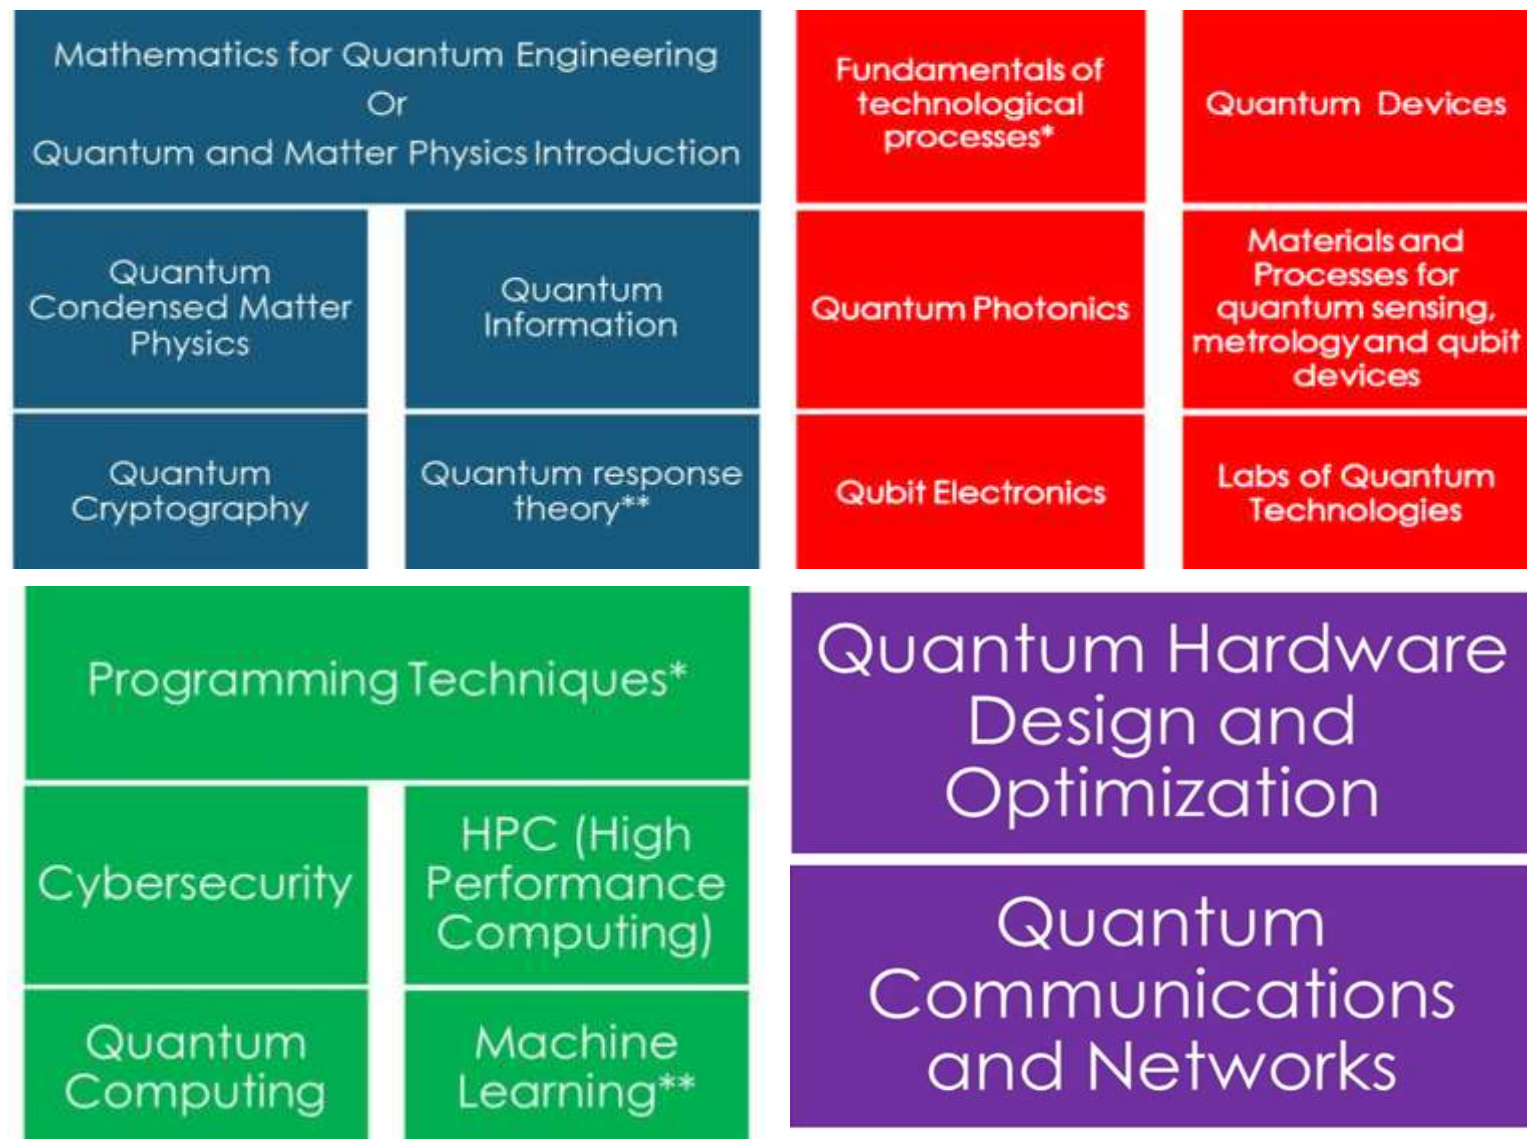 Mathematics for Quantum Engineering
Or
Quantum and Matter Physics Introduction
Quantum
Condensed Matter
Physics
Quantum
Information
Quantum
Cryptography
Quantum response
theory**
Fundamentals of
technological
processes*
Quantum Devices
Quantum Photonics
Materials and
Processes for
quantum sensing,
metrology and qubit
devices
Qubit Electronics
Labs of Quantum
Technologies
Programming Techniques*
Cybersecurity
HPC (High
Performance
Computing)
Quantum
Computing
Machine
Learning**
Quantum Hardware
Design and
Optimization
Quantum
Communications
and Networks